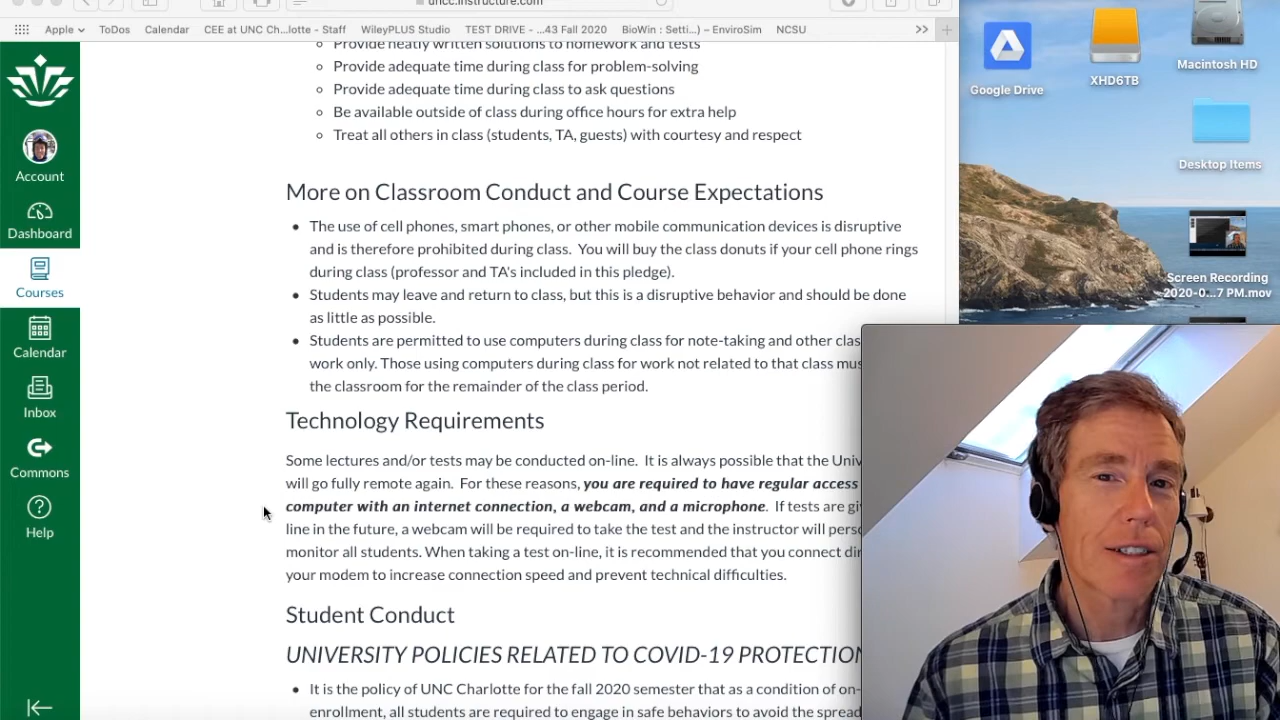 uncc.instructure.com
Apple
ToDos
Calendar
CEE at UNC Ch...lotte - Staff
WileyPLUS Studio
TEST DRIVE - ...43 Fall 2020
BioWin : Setti...) – EnviroSim
NCSU
>>
Account
Dashboard
Courses
Calendar
Inbox
Commons
Help
Provide neatly written solutions to homework and tests
Provide adequate time during class for problem-solving
Provide adequate time during class to ask questions
Be available outside of class during office hours for extra help
Treat all others in class (students, TA, guests) with courtesy and respect
More on Classroom Conduct and Course Expectations
The use of cell phones, smart phones, or other mobile communication devices is disruptive
and is therefore prohibited during class. You will buy the class donuts if your cell phone rings
during class (professor and TA's included in this pledge).
Students may leave and return to class, but this is a disruptive behavior and should be done
as little as possible.
Students are permitted to use computers during class for note-taking and other clas
work only. Those using computers during class for work not related to that class mus
the classroom for the remainder of the class period.
Technology Requirements
Some lectures and/or tests may be conducted on-line. It is always possible that the Univ
will go fully remote again. For these reasons, you are required to have regular access
computer with an internet connection, a webcam, and a microphone. If tests are gi
line in the future, a webcam will be required to take the test and the instructor will perso
monitor all students. When taking a test on-line, it is recommended that you connect dir
your modem to increase connection speed and prevent technical difficulties.
Student Conduct
UNIVERSITY POLICIES RELATED TO COVID-19 PROTECTION
It is the policy of UNC Charlotte for the fall 2020 semester that as a condition of on-
enrollment, all students are required to engage in safe behaviors to avoid the spread
Google Drive
XHD6TB
Macintosh HD
Desktop Items
Screen Recording
2020-0...7 PM.mov